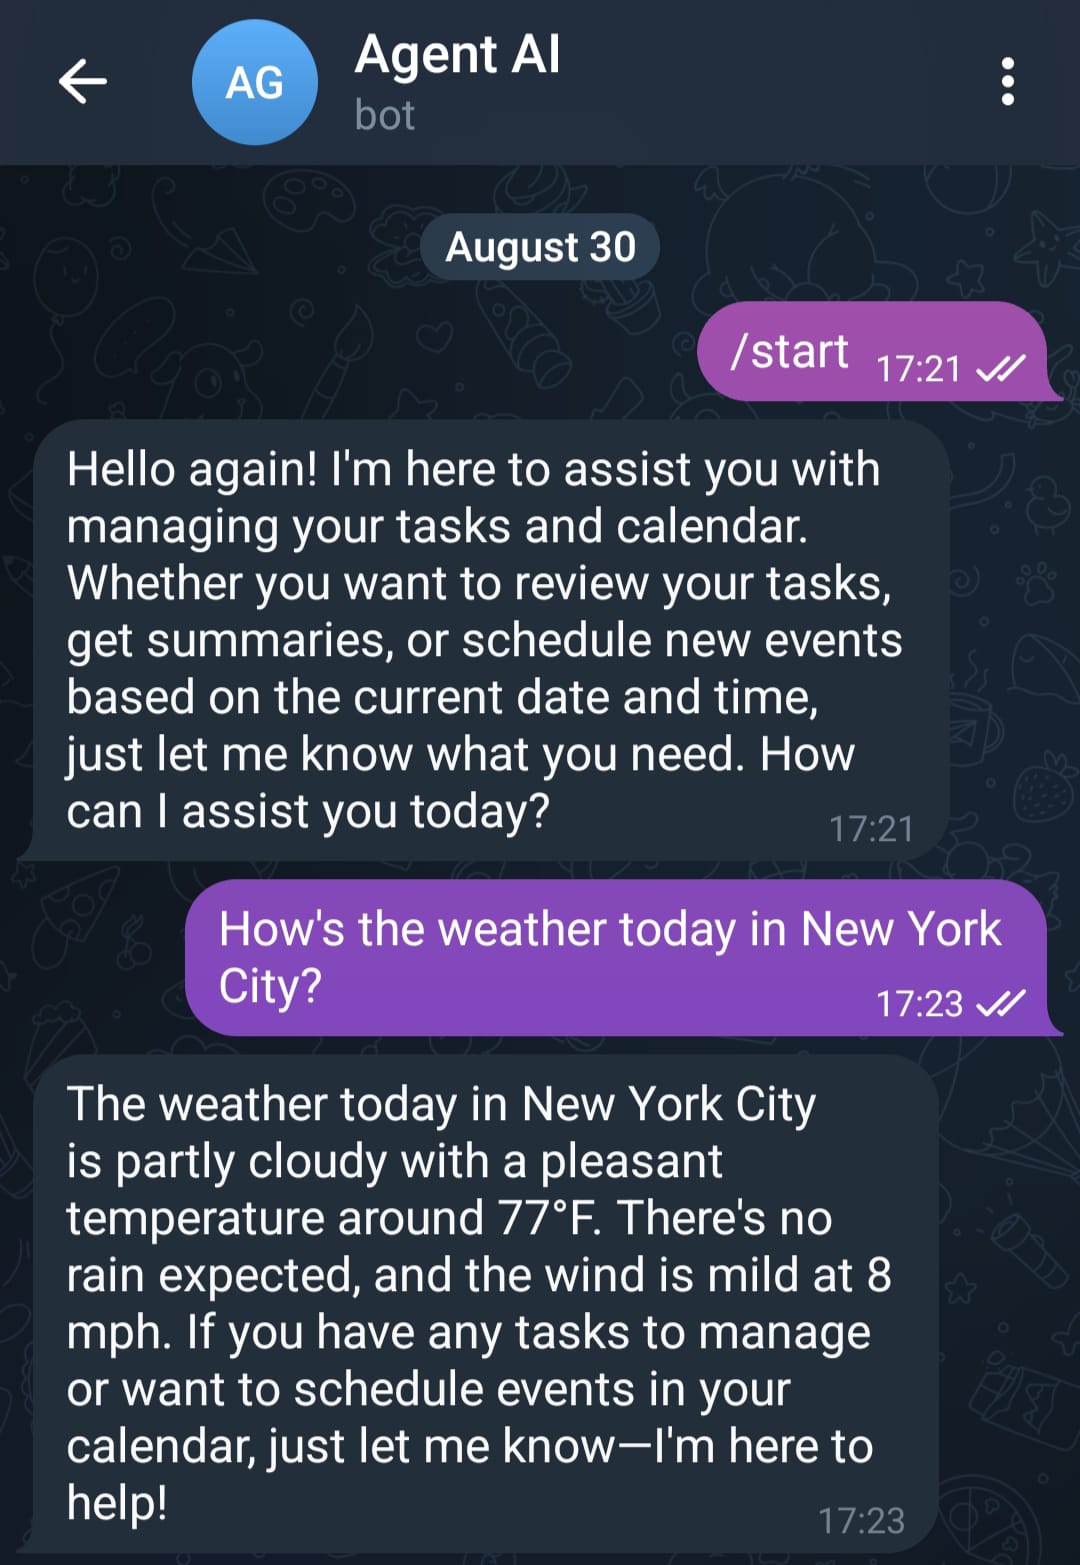 AG
Agent AI
bot
August 30
/start 17:21
Hello again! I'm here to assist you with
managing your tasks and calendar.
Whether you want to review your tasks,
get summaries, or schedule new events
based on the current date and time,
just let me know what you need. How
can I assist you today?
17:21
How's the weather today in New York
City?
17:23
The weather today in New York City
is partly cloudy with a pleasant
temperature around 77°F. There's no
rain expected, and the wind is mild at 8
mph. If you have any tasks to manage
or want to schedule events in your
calendar, just let me know—I'm here to
help!
17:23